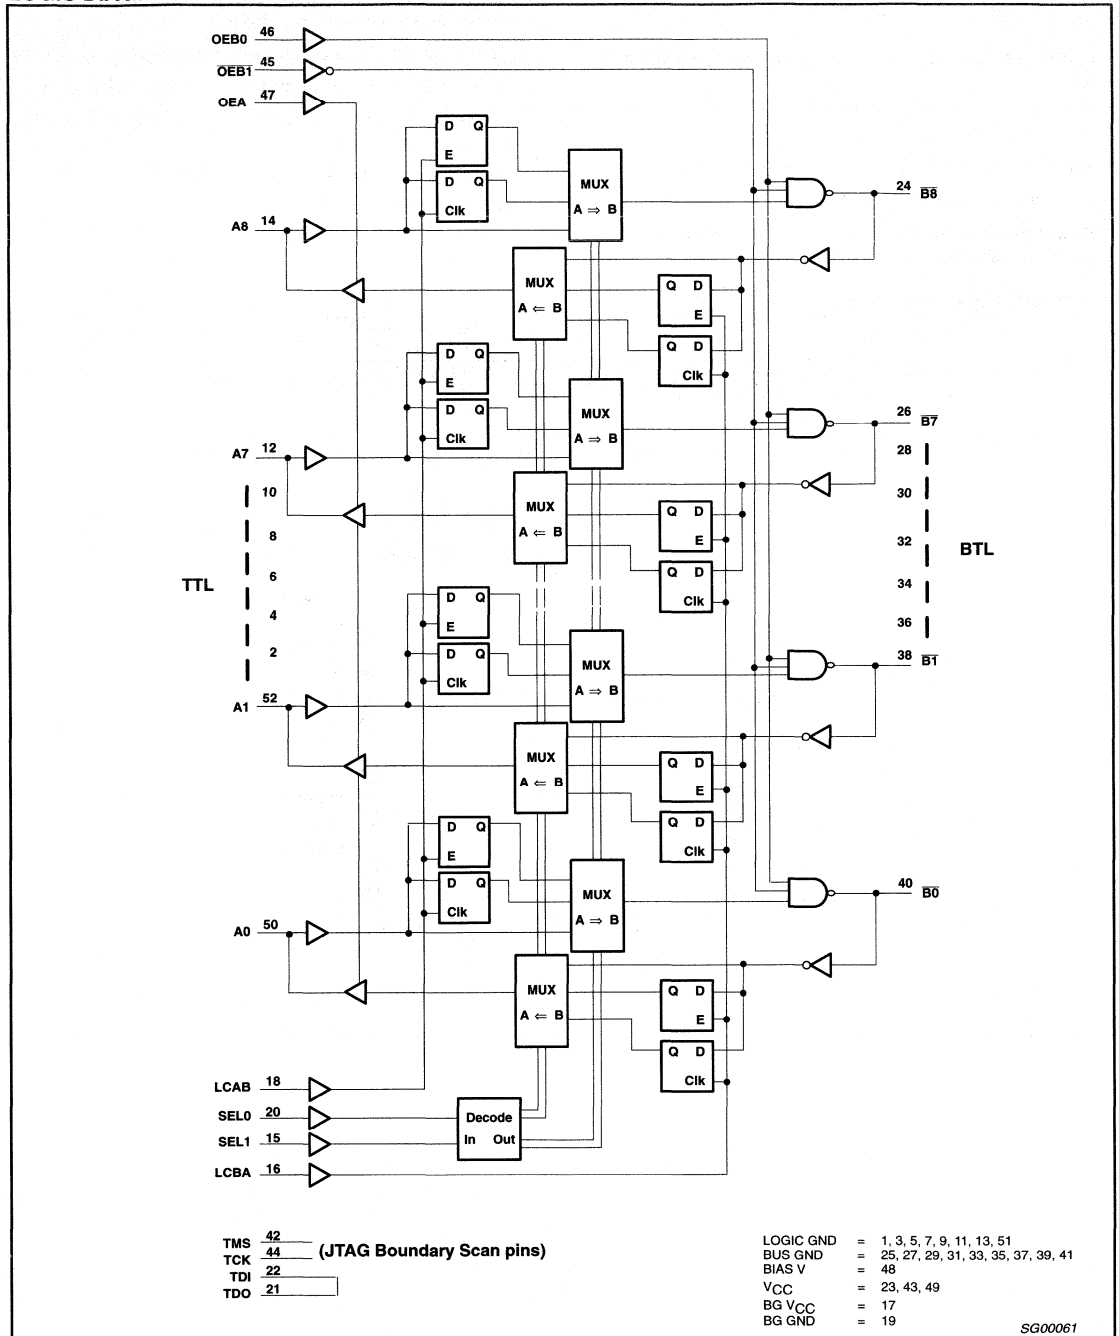 OEB0 46
OEB1 45
OEA 47
D Q
E
D Q
Clk
MUX
A ⇒ B
24 B8
A8 14
MUX
A ⇐ B
Q D
E
Q D
Clk
D Q
E
D Q
Clk
MUX
A ⇒ B
26 B7
A7 12
28
MUX
A ⇐ B
Q D
E
Q D
Clk
10
8
6
4
2
TTL
30
32
34
36
BTL
D Q
E
D Q
Clk
MUX
A ⇒ B
38 B1
A1 52
MUX
A ⇐ B
Q D
E
Q D
Clk
D Q
E
D Q
Clk
MUX
A ⇒ B
40 B0
A0 50
MUX
A ⇐ B
Q D
E
Q D
Clk
LCAB 18
SEL0 20
SEL1 15
LCBA 16
Decode
In Out
TMS 42
TCK 44
(JTAG Boundary Scan pins)
TDI 22
TDO 21
LOGIC GND = 1, 3, 5, 7, 9, 11, 13, 51
BUS GND = 25, 27, 29, 31, 33, 35, 37, 39, 41
BIAS V = 48
VCC = 23, 43, 49
BG VCC = 17
BG GND = 19
SG00061